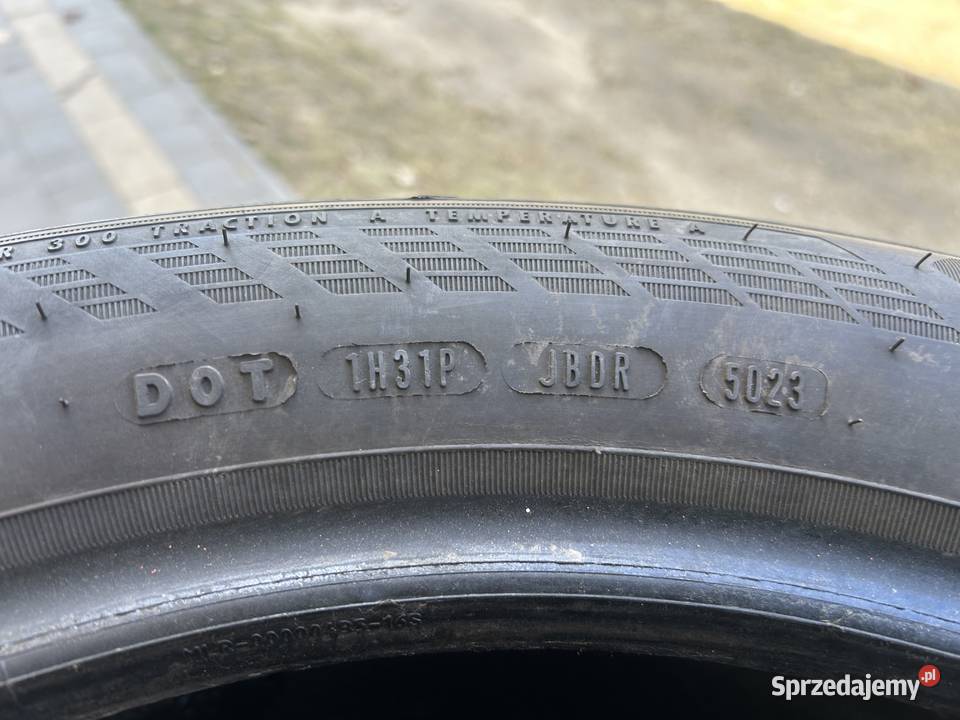 R 300 TRACTION A TEMPERATURE A
DOT 1H31P JBDR 5023
Sprzedajemy.pl